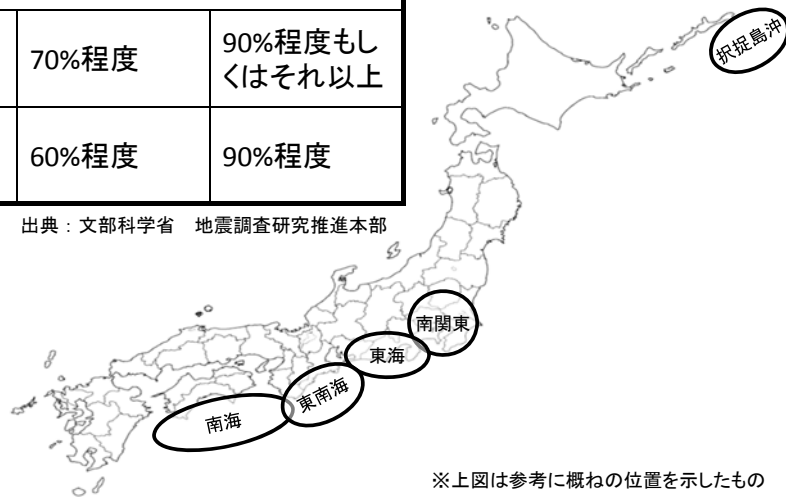 70%程度
90%程度もし
くはそれ以上
60%程度
90%程度
出典：文部科学省　地震調査研究推進本部
択捉島沖
南関東
東海
東南海
南海
※上図は参考に概ねの位置を示したもの